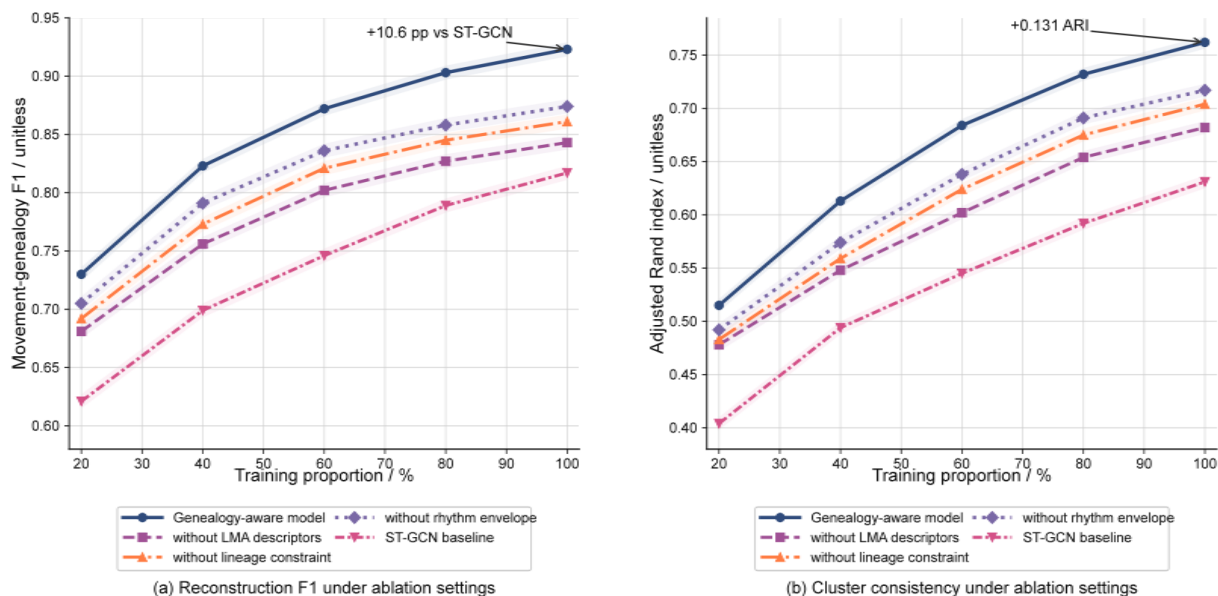 +10.6 pp vs ST-GCN
Movement-genealogy F1 / unitless
0.95
0.90
0.85
0.80
0.75
0.70
0.65
0.60
20 30 40 50 60 70 80 90 100
Training proportion / %
Genealogy-aware model
without LMA descriptors
without lineage constraint
without rhythm envelope
ST-GCN baseline
(a) Reconstruction F1 under ablation settings
+0.131 ARI
Adjusted Rand index / unitless
0.75
0.70
0.65
0.60
0.55
0.50
0.45
0.40
20 30 40 50 60 70 80 90 100
Training proportion / %
Genealogy-aware model
without LMA descriptors
without lineage constraint
without rhythm envelope
ST-GCN baseline
(b) Cluster consistency under ablation settings